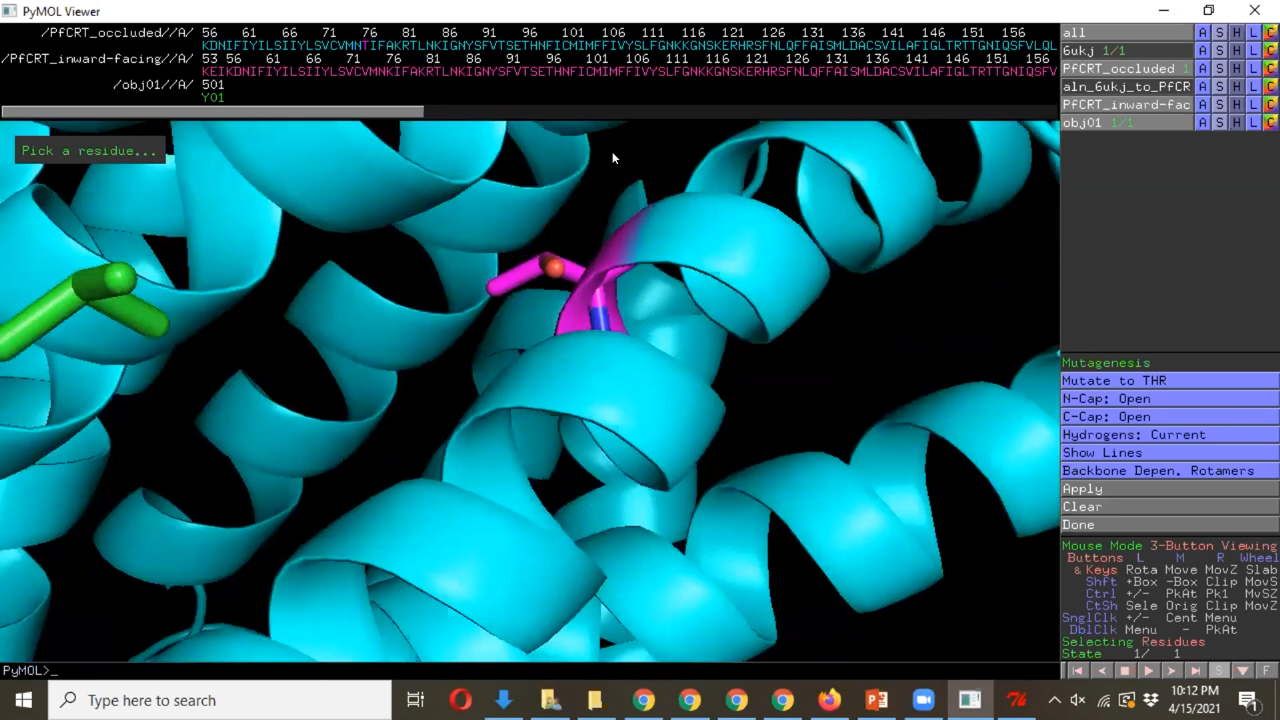 PyMOL Viewer
/PfCRT_occluded//A/ 56 61 66 71 76 81 86 91 96 101 106 111 116 121 126 131 136 141 146 151 156
KDNIFIYILSIIYLSVCVMNTIFAKRTLNKIGNYSFVTSETHNFICMIMFFIVYSLFGNKKGNSKERHRSFNLQFFAISMLDACSVILAFIGLTRTTGNIQSFVLQL
/PfCRT_inward-facing//A/ 53 56 61 66 71 76 81 86 91 96 101 106 111 116 121 126 131 136 141 146 151 156
KEIKDNIFIYILSIIYLSVCVMNKIFAKRTLNKIGNYSFVTSETHNFICMIMFFIVYSLFGNKKGNSKERHRSFNLQFFAISMLDACSVILAFIGLTRTTGNIQSFV
/obj01//A/ 501
Y01
Pick a residue...
all A S H L C
6ukj 1/1 A S H L C
PfCRT_occluded 1 A S H L C
aln_6ukj_to_PfCR A S H L C
PfCRT_inward-fac A S H L C
obj01 1/1 A S H L C
Mutagenesis
Mutate to THR
N-Cap: Open
C-Cap: Open
Hydrogens: Current
Show Lines
Backbone Depen. Rotamers
Apply
Clear
Done
Mouse Mode 3-Button Viewing
Buttons L M R Wheel
& Keys Rota Move MovZ Slab
Shft +Box -Box Clip MovS
Ctrl +/- PkAt Pk1 MvSZ
CtSh Sele Orig Clip MovZ
SnglClk +/- Cent Menu
DblClk Menu - PkAt
Selecting Residues
State 1/ 1
PyMOL>_
S F
Type here to search
10:12 PM
4/15/2021
1